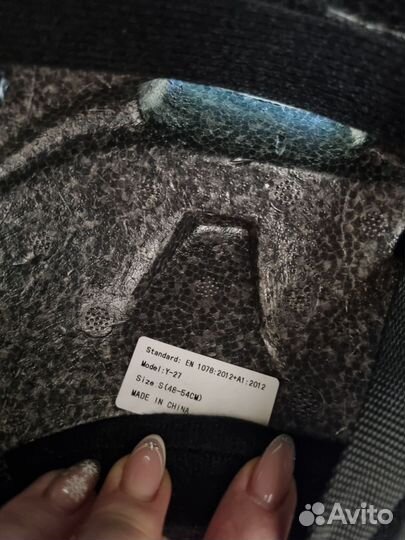 Standard: EN 1078:2012+A1:2012
Model:Y-27
Size:S(48-54CM)
MADE IN CHINA
Avito